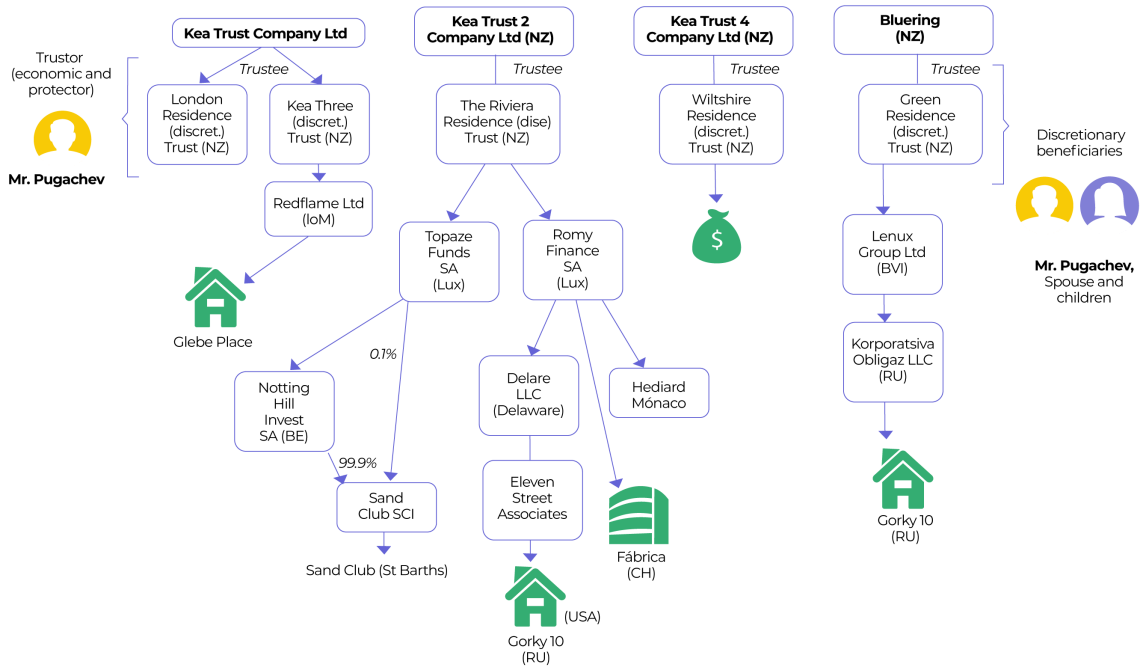 Kea Trust Company Ltd
Kea Trust 2
Company Ltd (NZ)
Kea Trust 4
Company Ltd (NZ)
Bluering
(NZ)
Trustor
(economic and
protector)
Mr. Pugachev
Trustee
Trustee
Trustee
Trustee
London
Residence
(discret.)
Trust (NZ)
Kea Three
(discret.)
Trust (NZ)
The Riviera
Residence (dise)
Trust (NZ)
Wiltshire
Residence
(discret.)
Trust (NZ)
Green
Residence
(discret.)
Trust (NZ)
Discretionary
beneficiaries
Mr. Pugachev,
Spouse and
children
Redflame Ltd
(IoM)
Glebe Place
Topaze
Funds
SA
(Lux)
Romy
Finance
SA
(Lux)
$
Lenux
Group Ltd
(BVI)
0.1%
Notting
Hill
Invest
SA (BE)
99.9%
Sand
Club SCI
Sand Club (St Barths)
Delare
LLC
(Delaware)
Hediard
Mónaco
Eleven
Street
Associates
Fábrica
(CH)
(USA)
Gorky 10
(RU)
Korporatsiva
Obligaz LLC
(RU)
Gorky 10
(RU)